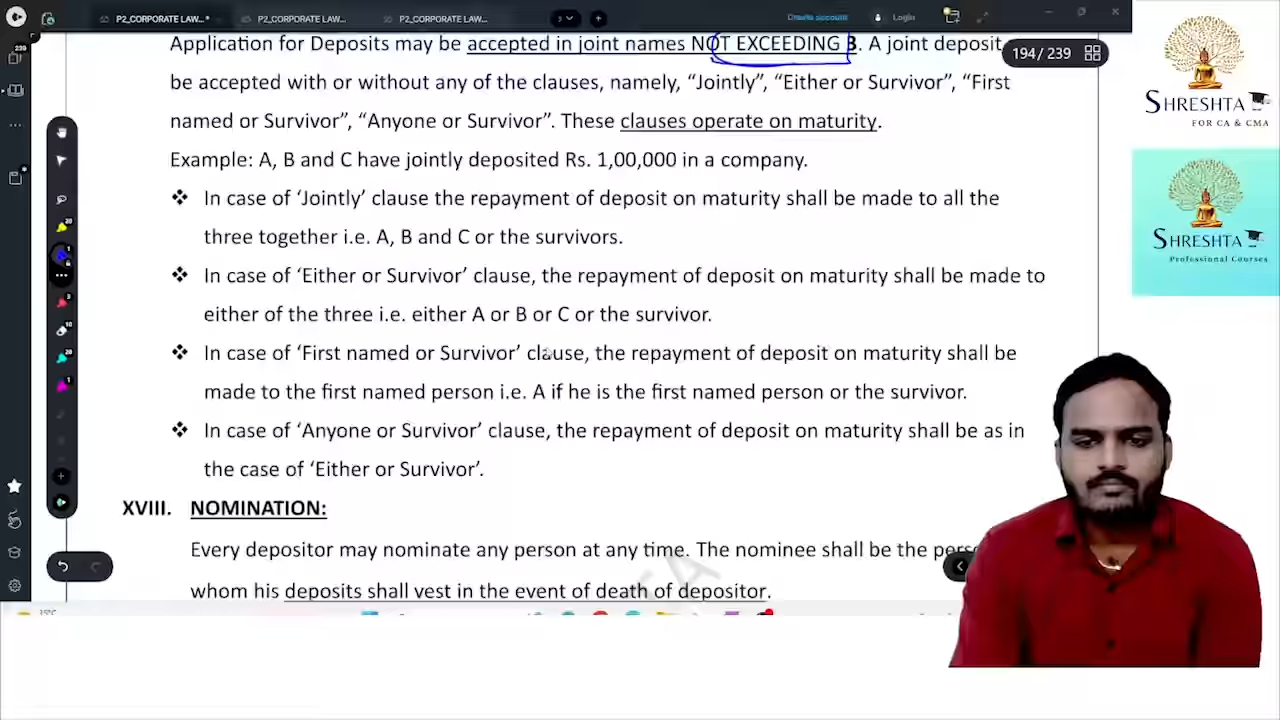 P2_CORPORATE LAW...*
P2_CORPORATE LAW...
P2_CORPORATE LAW...
3
Create account
Login
Application for Deposits may be accepted in joint names NOT EXCEEDING 3. A joint deposit
194 / 239
be accepted with or without any of the clauses, namely, “Jointly”, “Either or Survivor”, “First
named or Survivor”, “Anyone or Survivor”. These clauses operate on maturity.
Example: A, B and C have jointly deposited Rs. 1,00,000 in a company.
❖ In case of ‘Jointly’ clause the repayment of deposit on maturity shall be made to all the
three together i.e. A, B and C or the survivors.
❖ In case of ‘Either or Survivor’ clause, the repayment of deposit on maturity shall be made to
either of the three i.e. either A or B or C or the survivor.
❖ In case of ‘First named or Survivor’ clause, the repayment of deposit on maturity shall be
made to the first named person i.e. A if he is the first named person or the survivor.
❖ In case of ‘Anyone or Survivor’ clause, the repayment of deposit on maturity shall be as in
the case of ‘Either or Survivor’.
XVIII. NOMINATION:
Every depositor may nominate any person at any time. The nominee shall be the
whom his deposits shall vest in the event of death of depositor.
SHRESHTA
FOR CA & CMA
SHRESHTA
Professional Courses